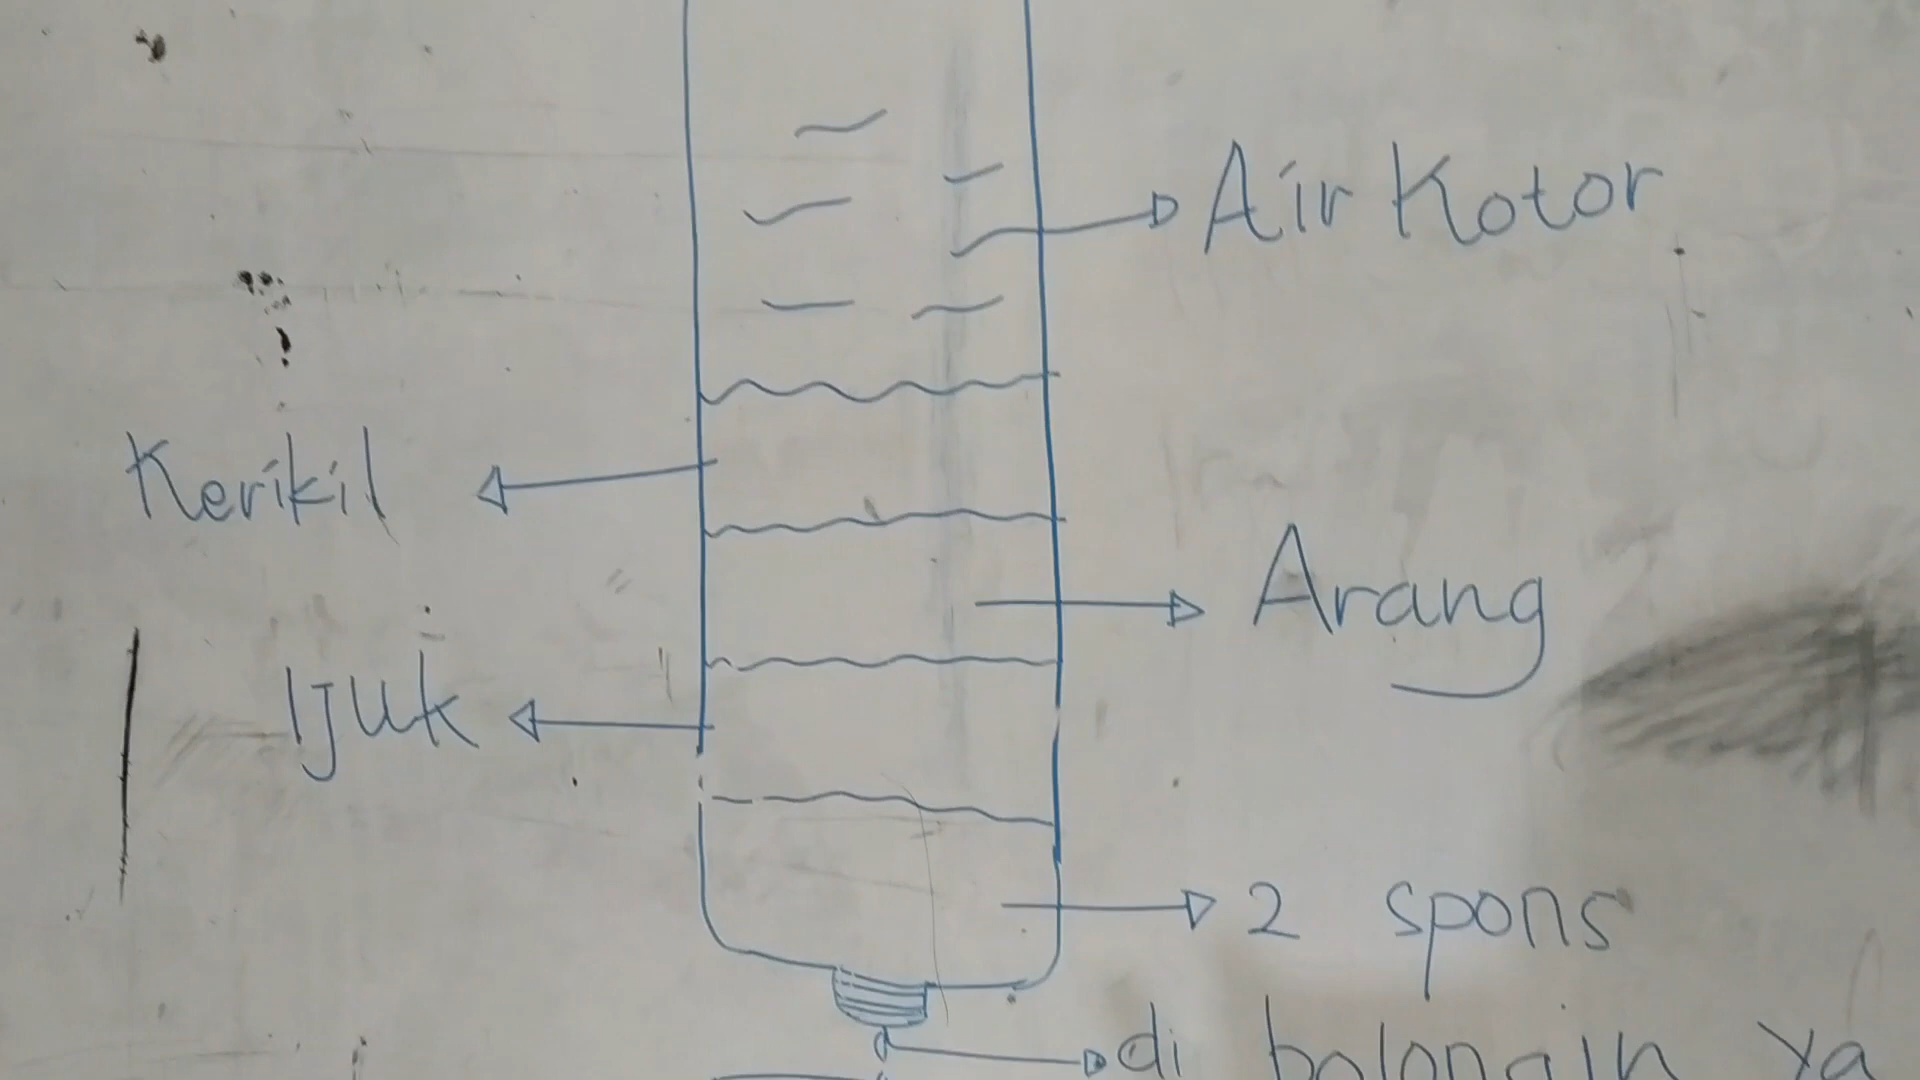 Air Kotor
Kerikil
Arang
Ijuk
2 spons
di bolongin ya